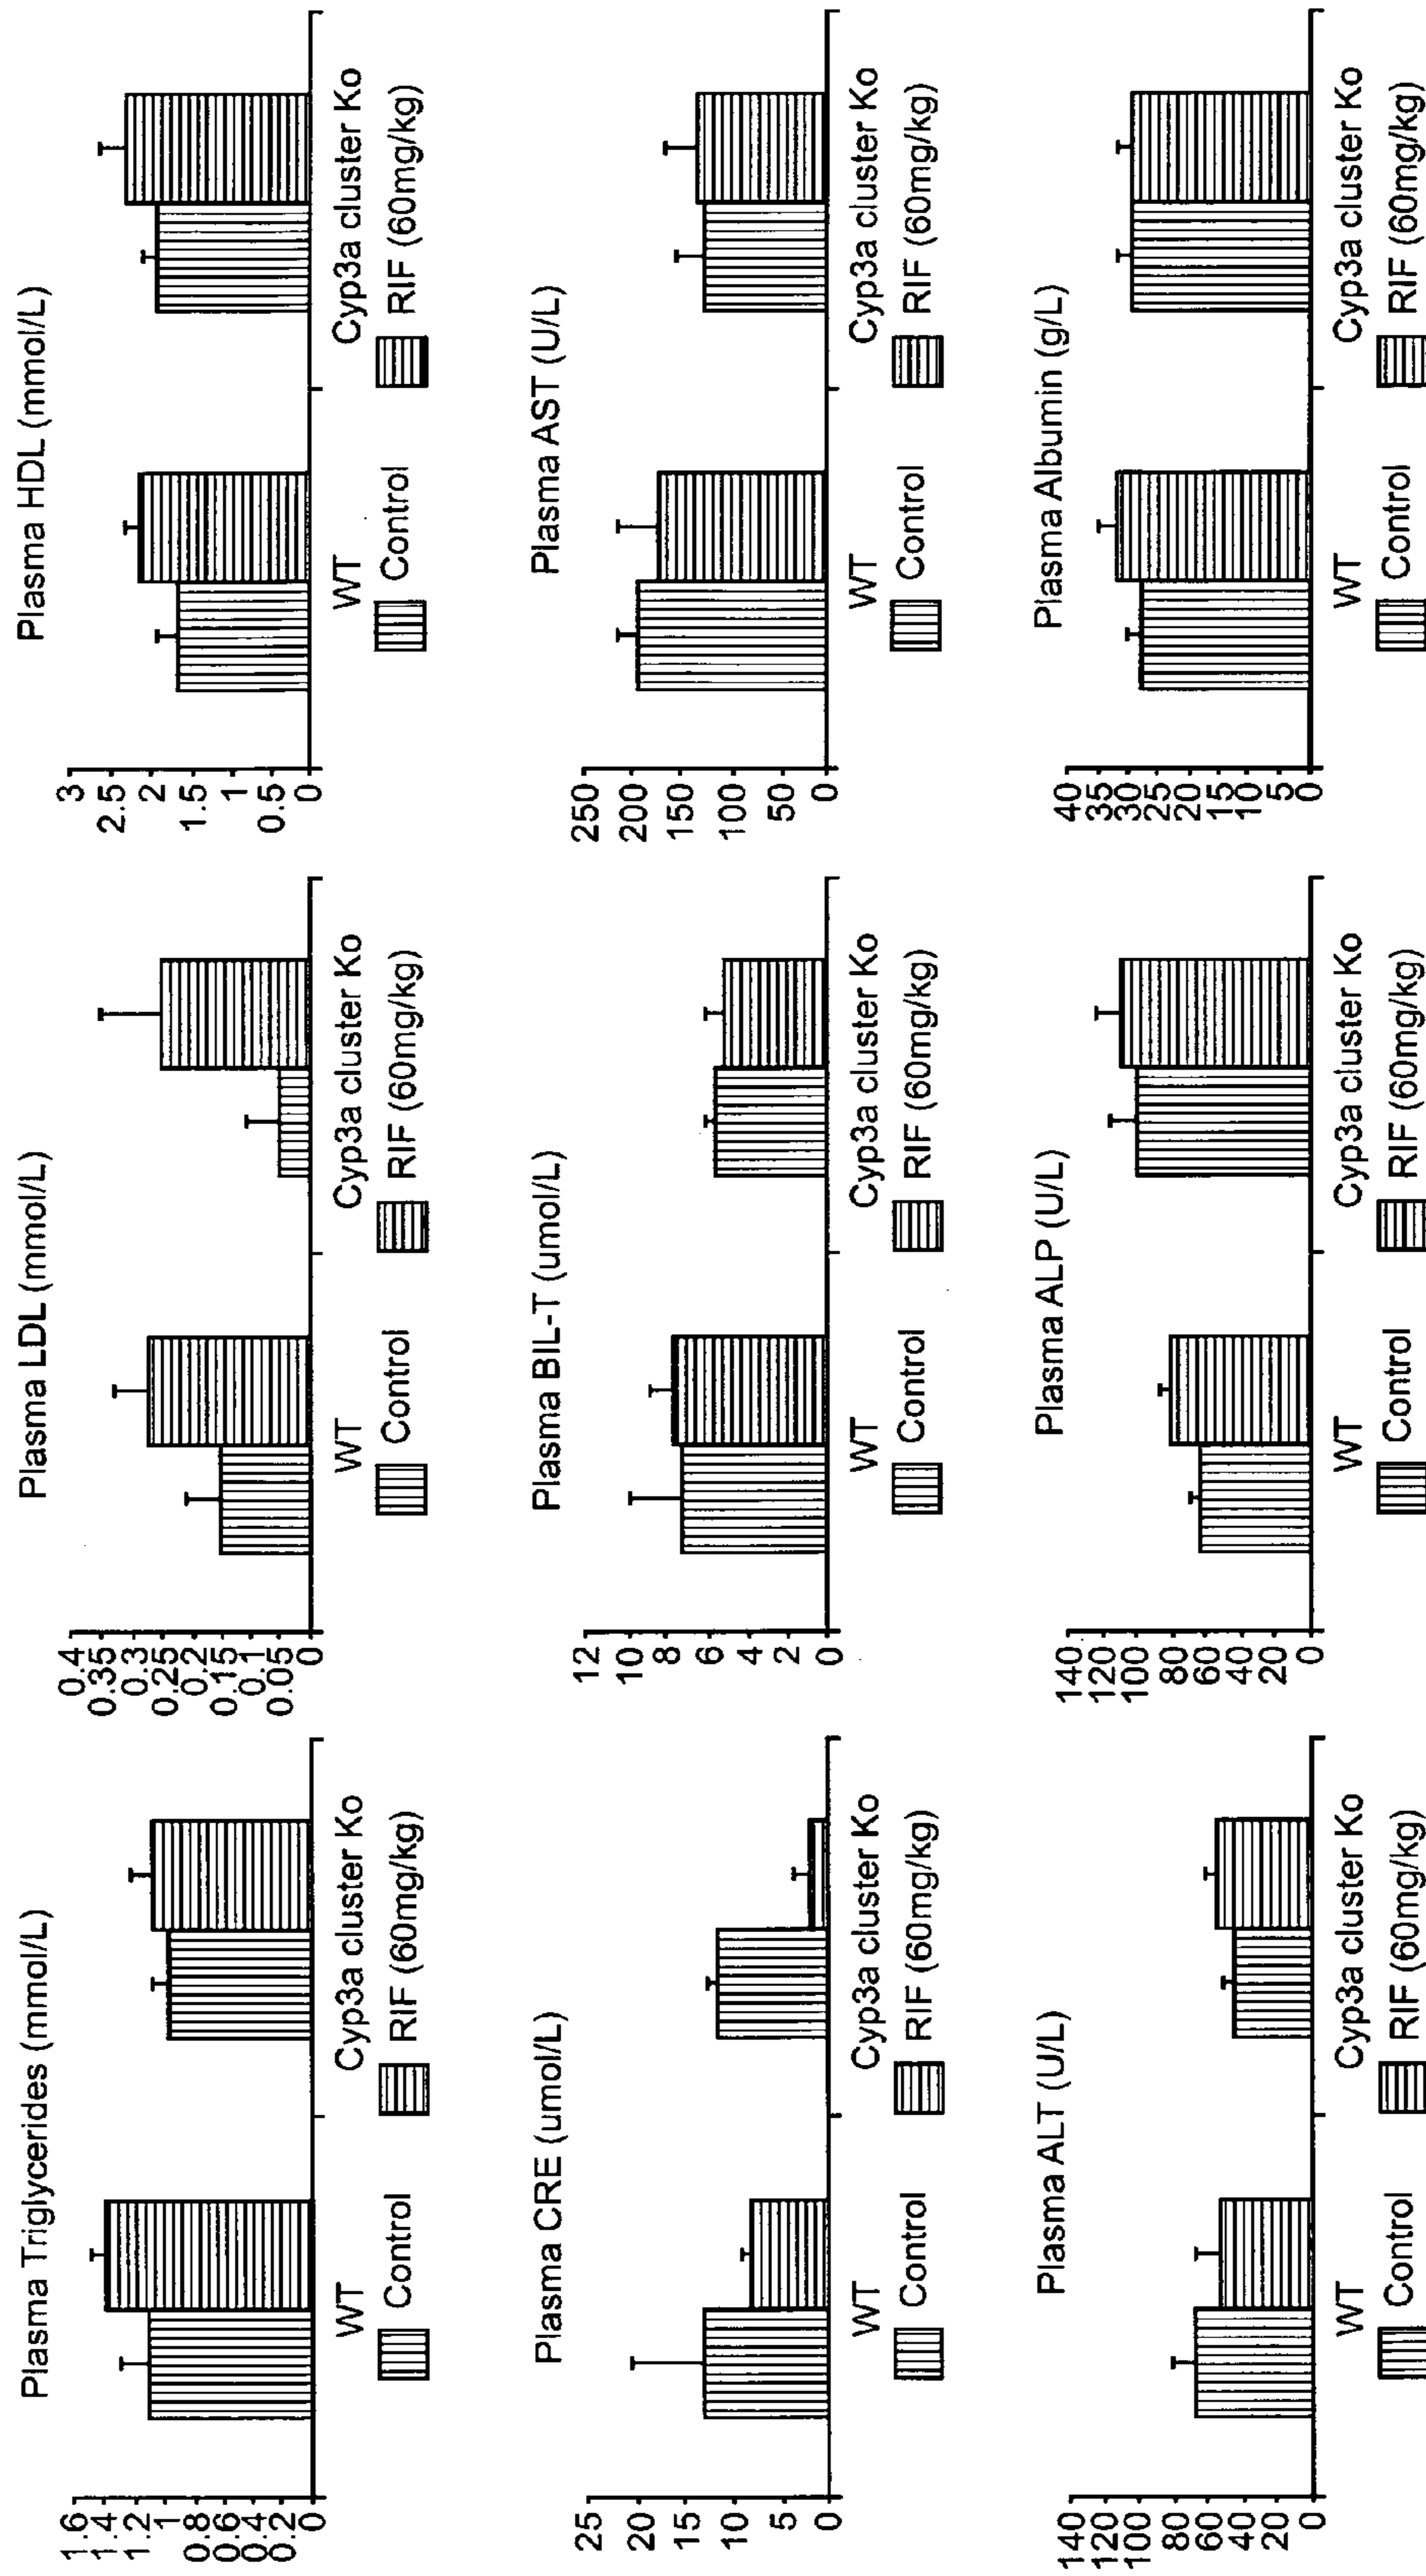 Plasma Triglycerides (mmol/L)
1.6
1.4
1.2
1
0.8
0.6
0.4
0.2
0
WT Cyp3a cluster Ko
Control RIF (60mg/kg)
Plasma LDL (mmol/L)
0.4
0.35
0.3
0.25
0.2
0.15
0.1
0.05
0
WT Cyp3a cluster Ko
Control RIF (60mg/kg)
Plasma HDL (mmol/L)
3
2.5
2
1.5
1
0.5
0
WT Cyp3a cluster Ko
Control RIF (60mg/kg)
Plasma CRE (umol/L)
25
20
15
10
5
0
WT Cyp3a cluster Ko
Control RIF (60mg/kg)
Plasma BIL-T (umol/L)
12
10
8
6
4
2
0
WT Cyp3a cluster Ko
Control RIF (60mg/kg)
Plasma AST (U/L)
250
200
150
100
50
0
WT Cyp3a cluster Ko
Control RIF (60mg/kg)
Plasma ALT (U/L)
140
120
100
80
60
40
20
0
WT Cyp3a cluster Ko
Control RIF (60mg/kg)
Plasma ALP (U/L)
140
120
100
80
60
40
20
0
WT Cyp3a cluster Ko
Control RIF (60mg/kg)
Plasma Albumin (g/L)
40
35
30
25
20
15
10
5
0
WT Cyp3a cluster Ko
Control RIF (60mg/kg)